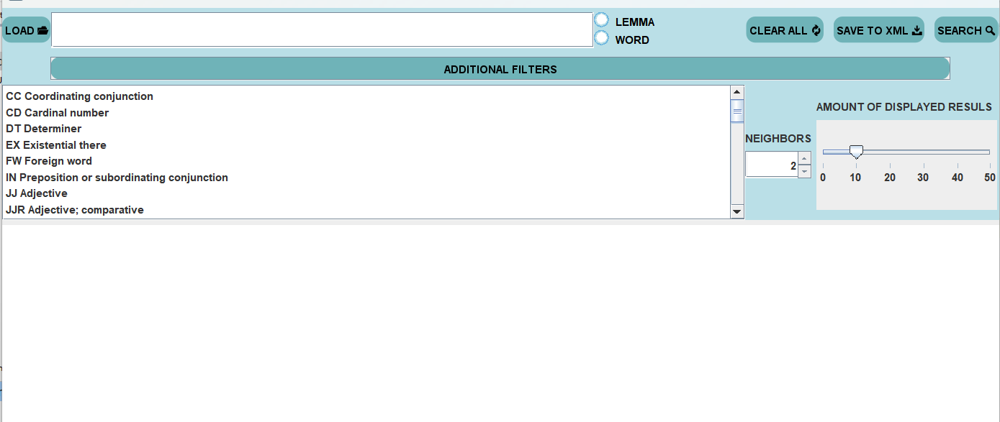 LOAD
LEMMA
WORD
CLEAR ALL
SAVE TO XML
SEARCH
ADDITIONAL FILTERS
CC Coordinating conjunction
CD Cardinal number
DT Determiner
EX Existential there
FW Foreign word
IN Preposition or subordinating conjunction
JJ Adjective
JJR Adjective; comparative
NEIGHBORS
2
AMOUNT OF DISPLAYED RESULS
0 10 20 30 40 50